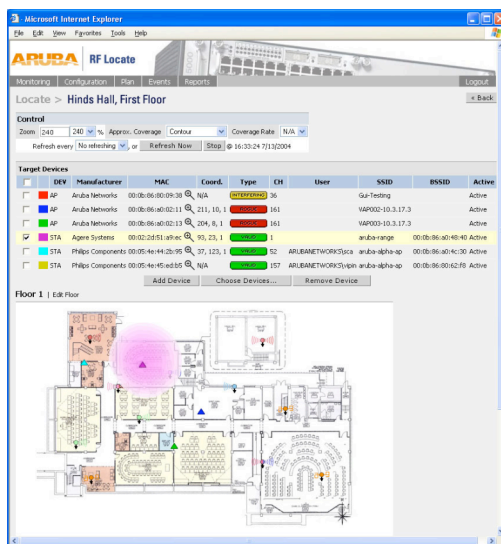 Microsoft Internet Explorer
File Edit View Favorites Tools Help
ARUBA RF Locate
Monitoring Configuration Plan Events Reports Logout
Locate > Hinds Hall, First Floor « Back
Control
Zoom 240 240 % Approx. Coverage Contour Coverage Rate N/A
Refresh every No refreshing , or Refresh Now Stop @ 16:33:24 7/13/2004
Target Devices
DEV Manufacturer MAC Coord. Type CH User SSID BSSID Active
AP Aruba Networks 00:0b:86:80:09:38 N/A INTERFERING 36 Gui-Testing Active
AP Aruba Networks 00:0b:86:a0:02:11 211, 10, 1 161 VAP002-10.3.17.3 Active
AP Aruba Networks 00:0b:86:a0:02:13 204, 8, 1 161 VAP003-10.3.17.3 Active
STA Agere Systems 00:02:2d:51:a9:ec 93, 23, 1 VALID 1 aruba-range 00:0b:86:a0:48:40 Active
STA Philips Components 00:05:4e:44:2b:95 37, 123, 1 VALID 52 ARUBANETWORKS\sca aruba-alpha-ap 00:0b:86:a0:4c:30 Active
STA Philips Components 00:05:4e:45:ed:b5 N/A VALID 157 ARUBANETWORKS\vipin aruba-alpha-ap 00:0b:86:80:62:f8 Active
Add Device Choose Devices... Remove Device
Floor 1 | Edit Floor